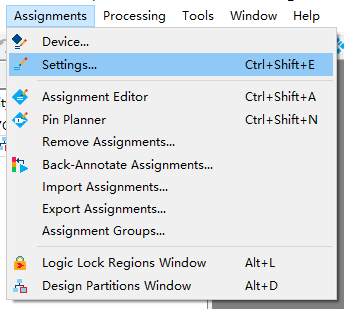 Assignments Processing Tools Window Help
Device...
Settings... Ctrl+Shift+E
Assignment Editor Ctrl+Shift+A
Pin Planner Ctrl+Shift+N
Remove Assignments...
Back-Annotate Assignments...
Import Assignments...
Export Assignments...
Assignment Groups...
Logic Lock Regions Window Alt+L
Design Partitions Window Alt+D